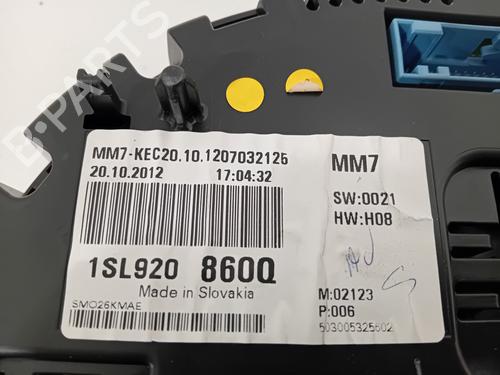 B-PARTS
MM7-KEC20.10.1207032126
20.10.2012 17:04:32
MM7
SW:0021
HW:H08
1SL920 860Q
Made in Slovakia
SMO26KMAE
M:02123
P:006
503005325602